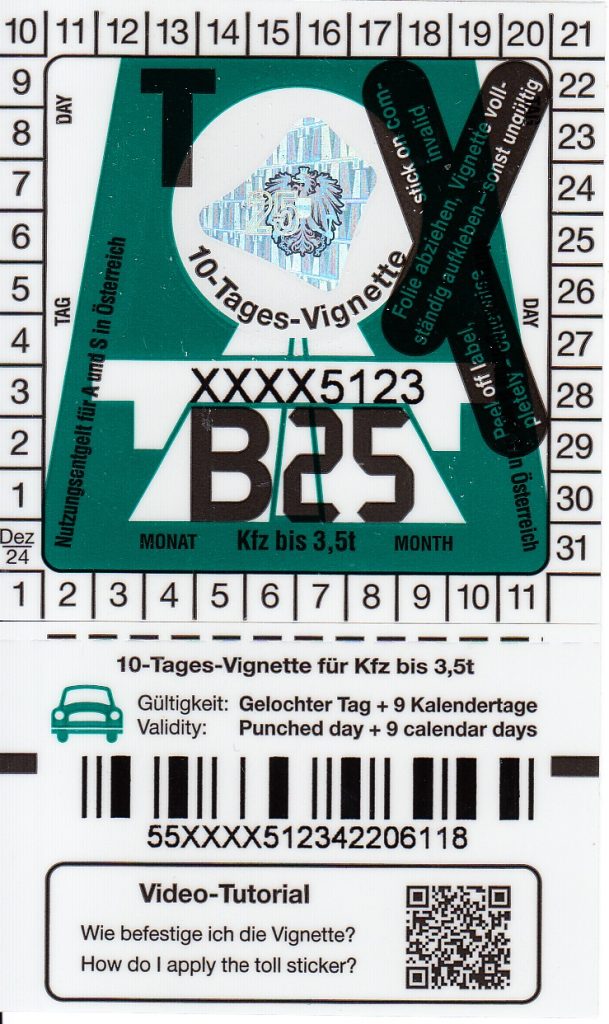 10 11 12 13 14 15 16 17 18 19 20 21
9 22
8 23
7 24
6 25
5 26
4 27
3 28
2 29
1 30
Dez
24
31
1 2 3 4 5 6 7 8 9 10 11
DAY
TAG
T
25
10-Tages-Vignette
Folie abziehen, Vignette voll-
ständig aufkleben – sonst ungültig
Peel off label, stick on com-
pletely – otherwise invalid
DAY
Nutzungsentgelt für A und S in Österreich
in Österreich
XXXX5123
B25
MONAT Kfz bis 3,5t MONTH
10-Tages-Vignette für Kfz bis 3,5t
Gültigkeit: Gelochter Tag + 9 Kalendertage
Validity: Punched day + 9 calendar days
55XXXX512342206118
Video-Tutorial
Wie befestige ich die Vignette?
How do I apply the toll sticker?